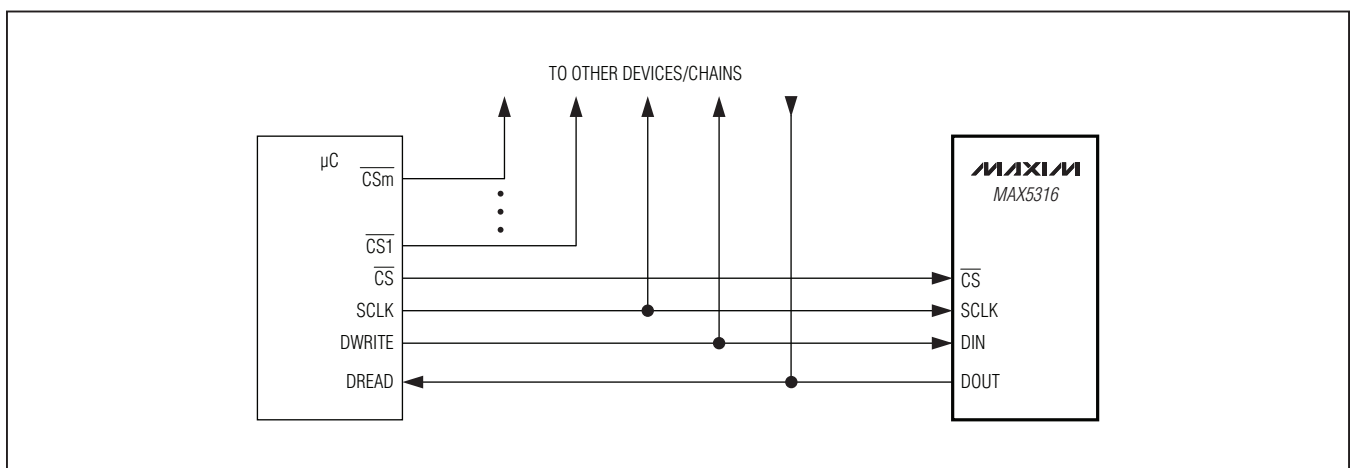 TO OTHER DEVICES/CHAINS
µC
CSm
CS1
CS
SCLK
DWRITE
DREAD
MAXIM
MAX5316
CS
SCLK
DIN
DOUT